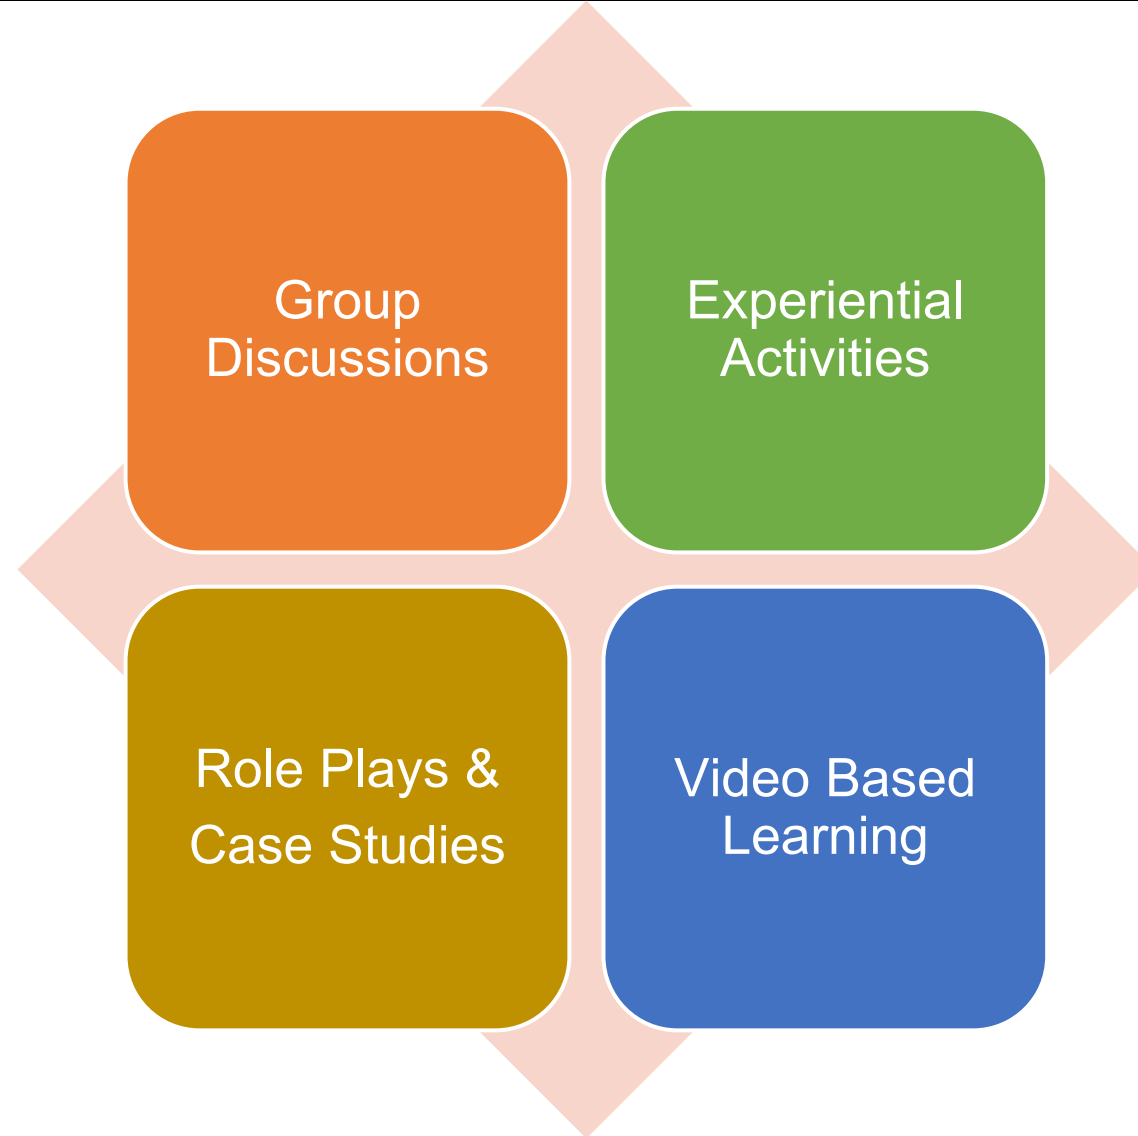 Group
Discussions
Experiential
Activities
Role Plays &
Case Studies
Video Based
Learning